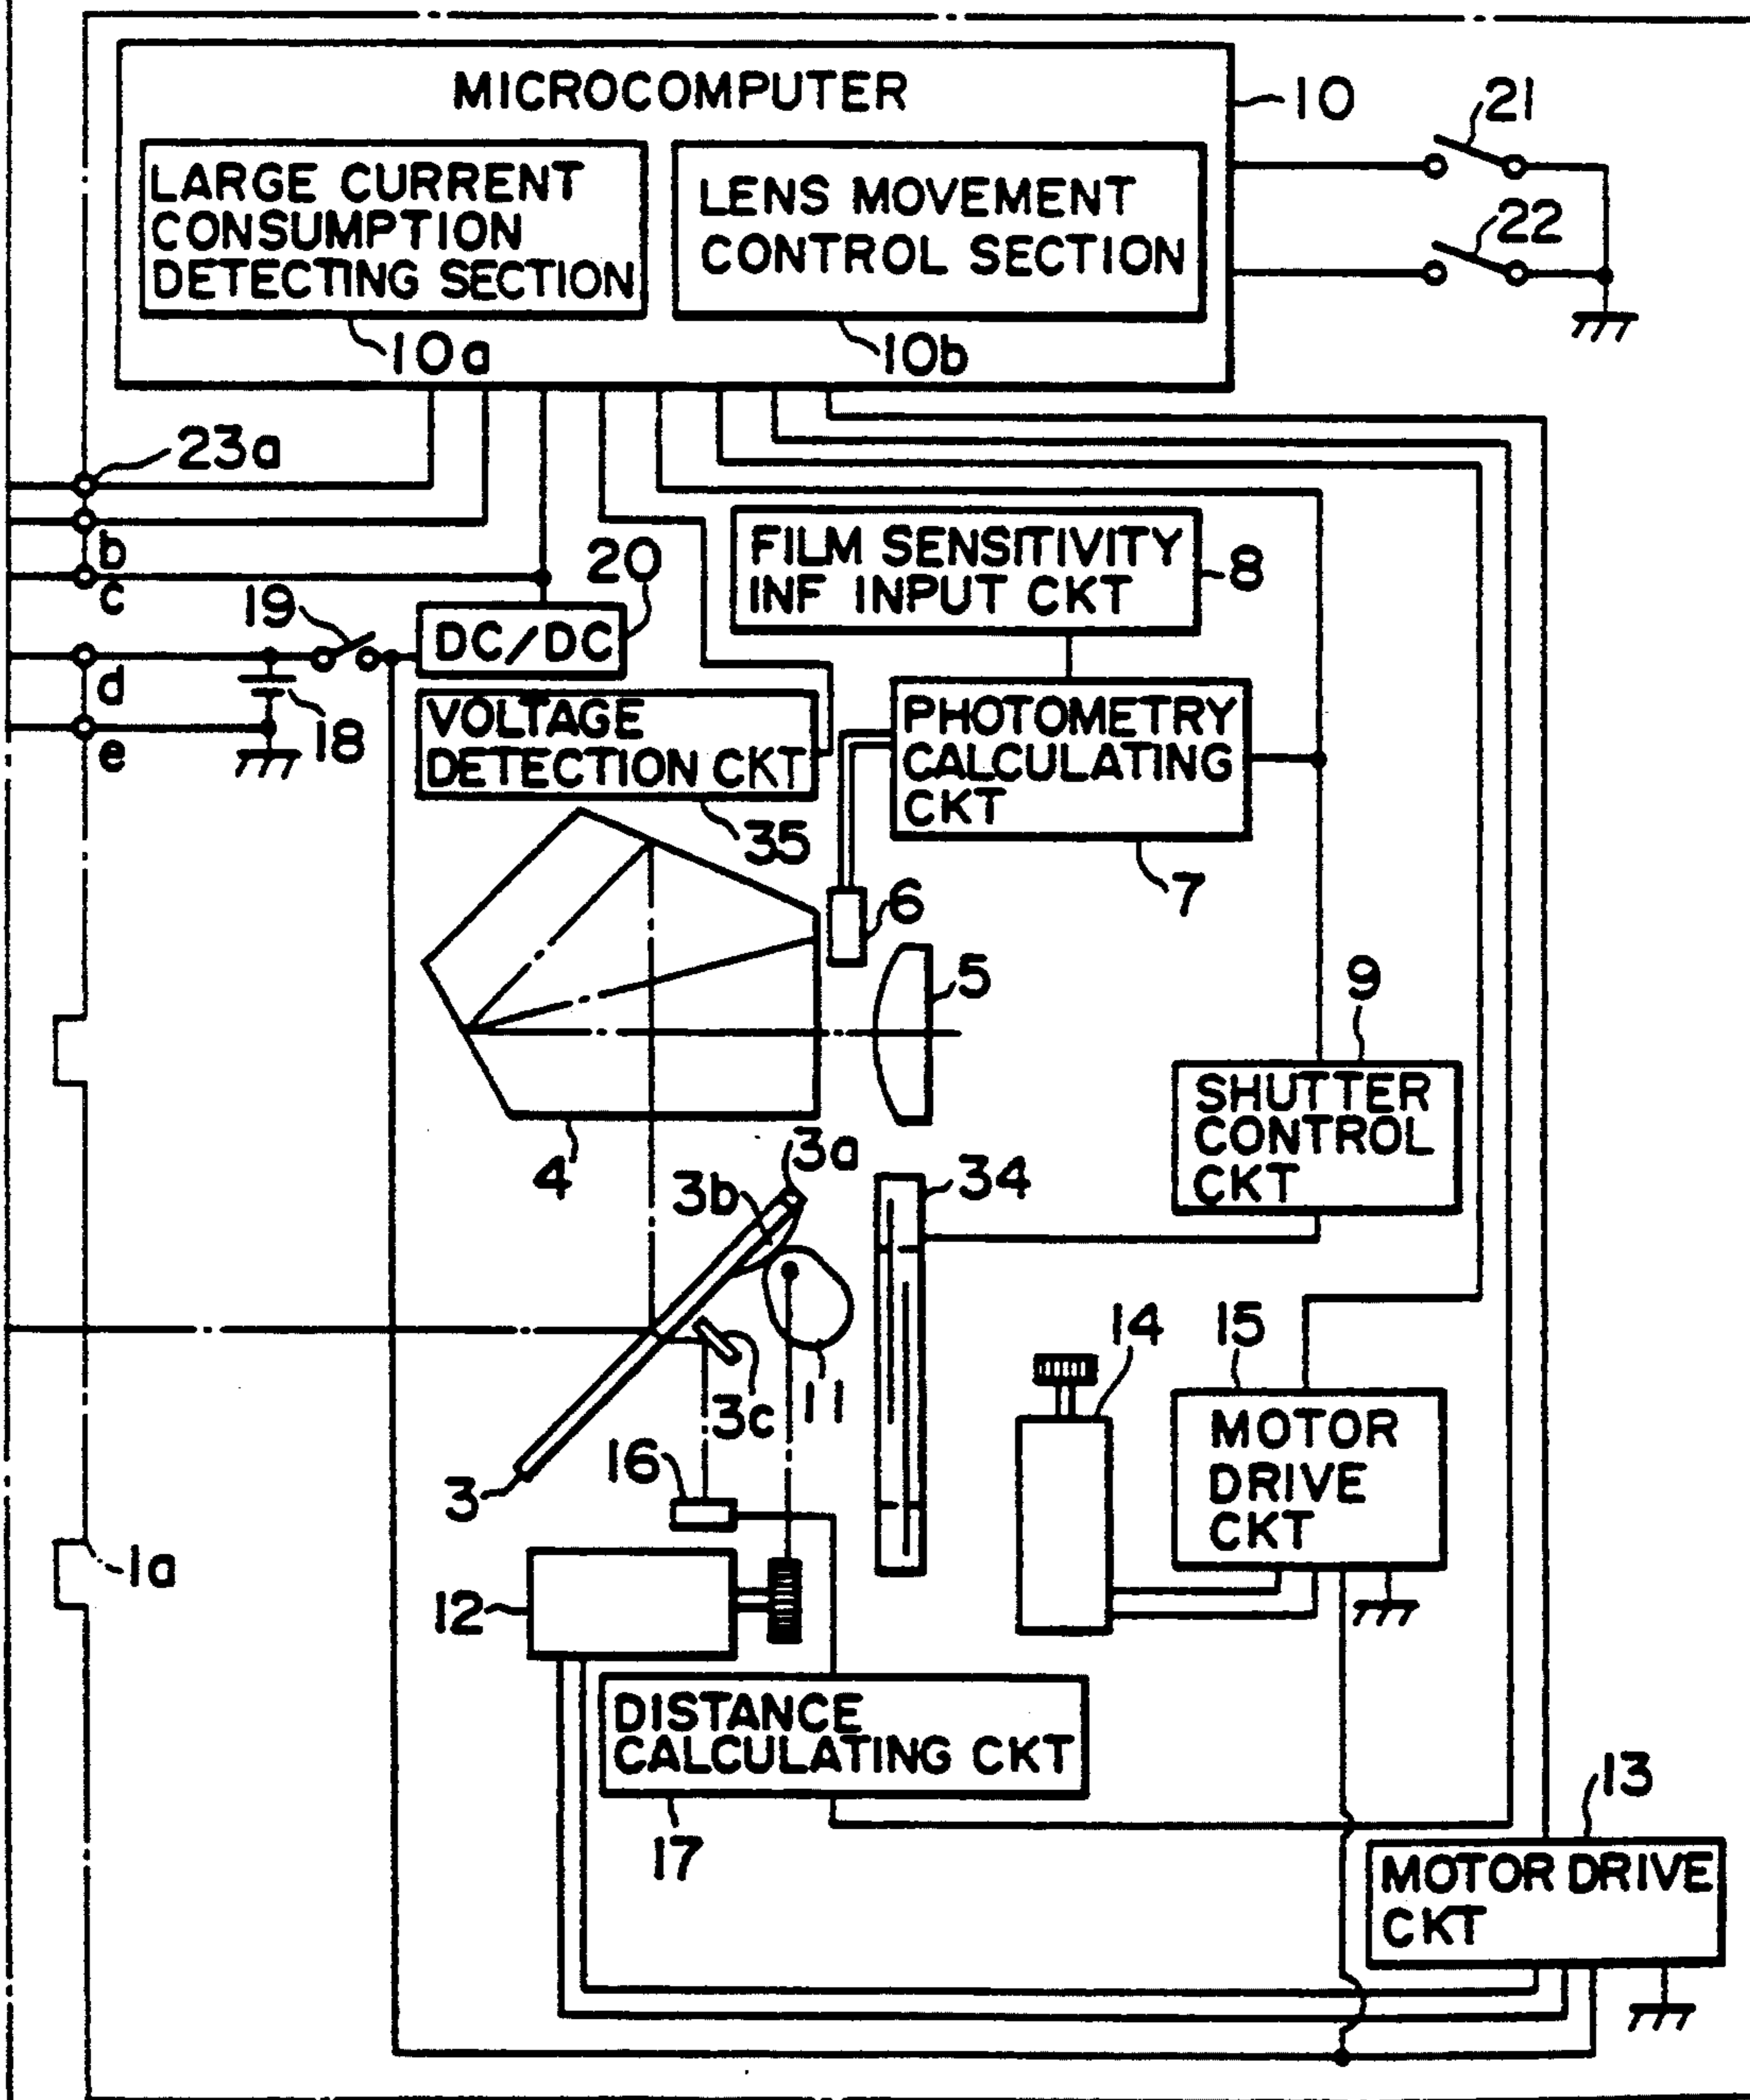 MICROCOMPUTER
10
21
LARGE CURRENT
CONSUMPTION
DETECTING SECTION
LENS MOVEMENT
CONTROL SECTION
22
10a
10b
23a
b
c
d
e
19
20
18
DC/DC
FILM SENSITIVITY
INF INPUT CKT
8
VOLTAGE
DETECTION CKT
35
PHOTOMETRY
CALCULATING
CKT
7
6
5
9
4
SHUTTER
CONTROL
CKT
3a
3b
34
3c
11
14
15
3
16
MOTOR
DRIVE
CKT
1a
12
DISTANCE
CALCULATING CKT
17
13
MOTOR DRIVE
CKT